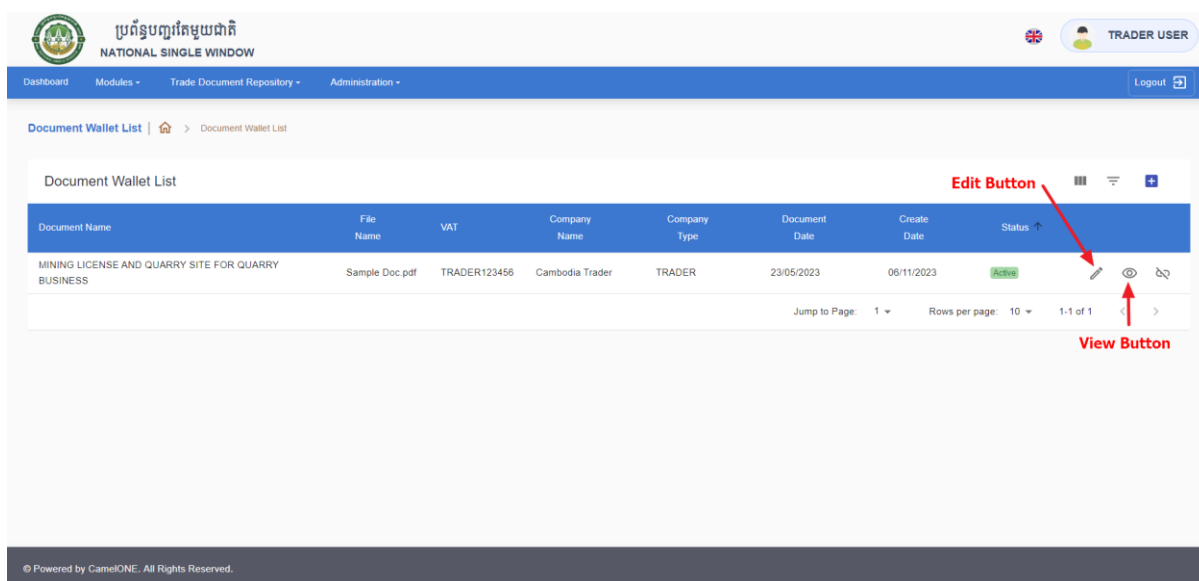 ប្រព័ន្ធបញ្ជរតែមួយជាតិ
NATIONAL SINGLE WINDOW
TRADER USER
Dashboard Modules Trade Document Repository Administration Logout
Document Wallet List | > Document Wallet List
Document Wallet List
Edit Button
Document Name File Name VAT Company Name Company Type Document Date Create Date Status
MINING LICENSE AND QUARRY SITE FOR QUARRY
BUSINESS
Sample Doc.pdf TRADER123456 Cambodia Trader TRADER 23/05/2023 06/11/2023 Active
Jump to Page: 1 Rows per page: 10 1-1 of 1 < >
View Button
© Powered by CamelONE. All Rights Reserved.